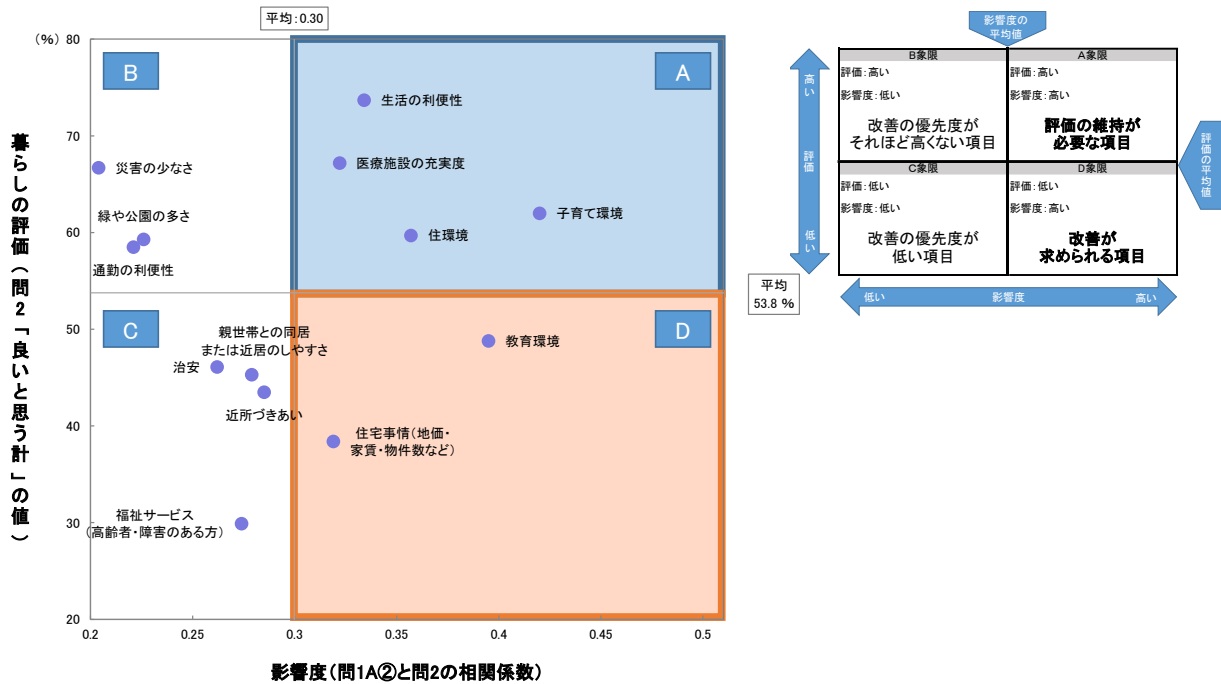 平均：0.30
（％）
80
70
60
50
40
30
20
0.2
0.25
0.3
0.35
0.4
0.45
0.5
暮らしの評価（問２「良いと思う計」の値）
影響度（問1A②と問2の相関係数）
B
A
C
D
生活の利便性
医療施設の充実度
災害の少なさ
子育て環境
緑や公園の多さ
住環境
通勤の利便性
教育環境
親世帯との同居
または近居のしやすさ
治安
近所づきあい
住宅事情（地価・
家賃・物件数など）
福祉サービス
（高齢者・障害のある方）
平均
53.8 %
影響度の
平均値
B象限
評価：高い
影響度：低い
改善の優先度が
それほど高くない項目
A象限
評価：高い
影響度：高い
評価の維持が
必要な項目
C象限
評価：低い
影響度：低い
改善の優先度が
低い項目
D象限
評価：低い
影響度：高い
改善が
求められる項目
高い
評価
低い
評価の平均値
低い
影響度
高い